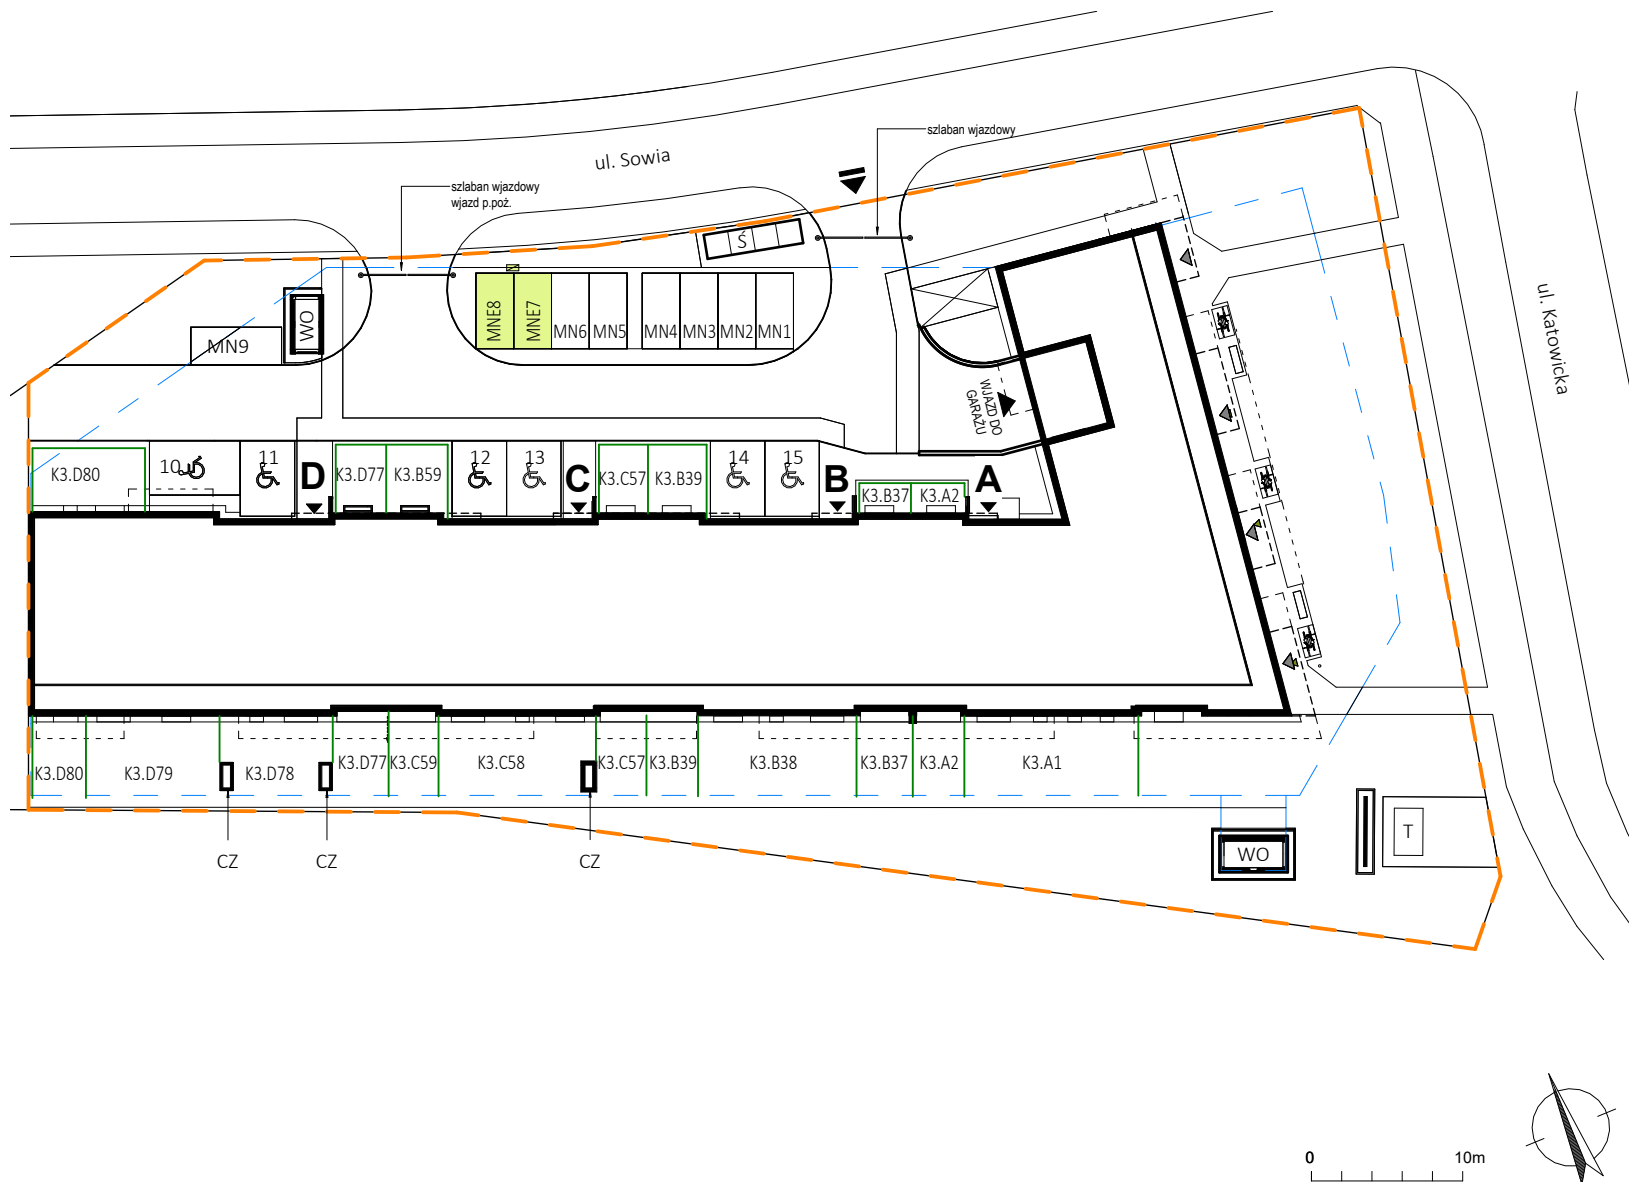 szlaban wjazdowy
ul. Sowia
szlaban wjazdowy
wjazd p.poż.
Ś
ul. Katowicka
WO
MN9
MNE8
MNE7
MN6
MN5
MN4
MN3
MN2
MN1
WJAZD DO
GARAŻU
K3.D80
10
11
D
K3.D77
K3.B59
12
13
C
K3.C57
K3.B39
14
15
B
K3.B37
K3.A2
A
K3.D80
K3.D79
K3.D78
K3.D77
K3.C59
K3.C58
K3.C57
K3.B39
K3.B38
K3.B37
K3.A2
K3.A1
CZ
CZ
CZ
WO
T
0
10m